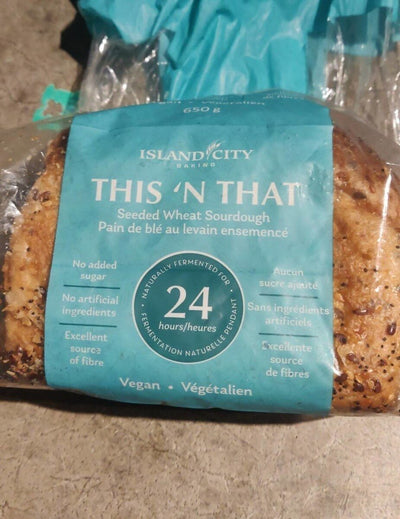 Vegan • Végétalien
650 g
ISLAND CITY
BAKING
THIS 'N THAT
Seeded Wheat Sourdough
Pain de blé au levain ensemencé
No added
sugar
No artificial
ingredients
Excellent
source
of fibre
NATURALLY FERMENTED FOR
24
hours/heures
FERMENTATION NATURELLE PENDANT
Aucun
sucre ajouté
Sans ingrédients
artificiels
Excellente
source
de fibres
Vegan • Végétalien